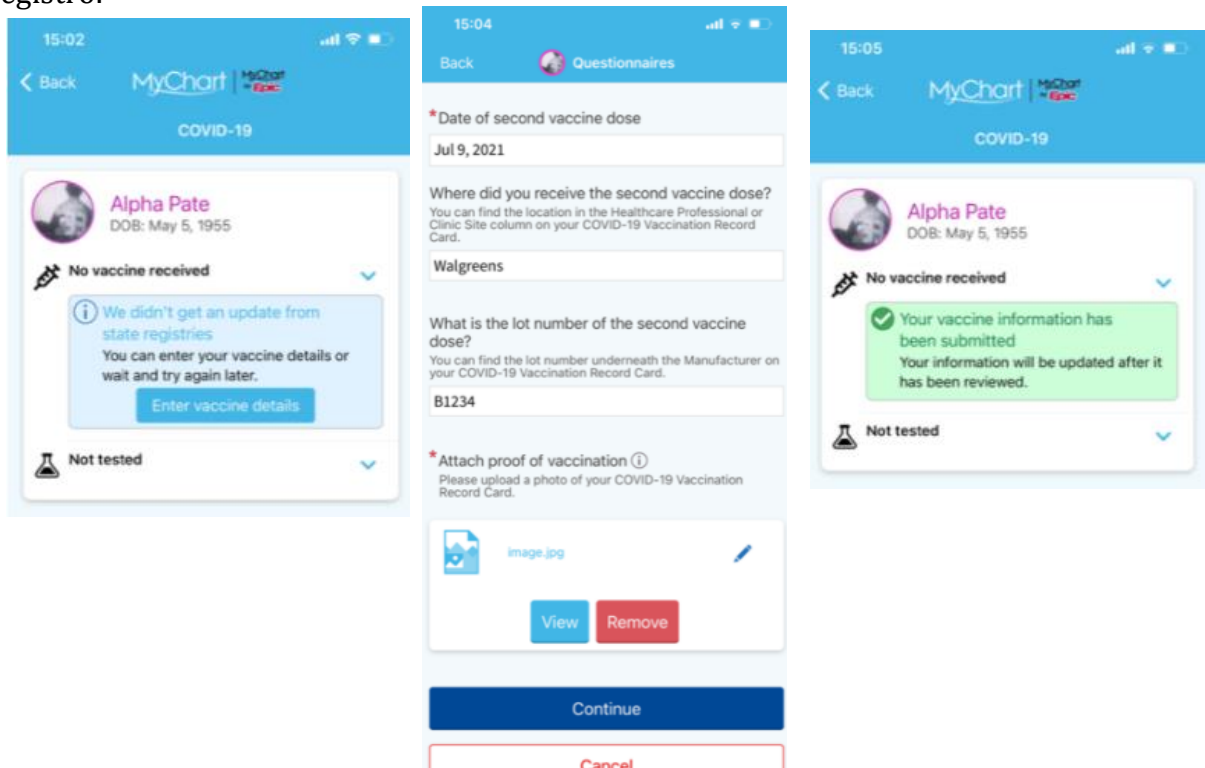 egistro.
15:02
Back
MyChart | MyChart by Epic
COVID-19
Alpha Pate
DOB: May 5, 1955
No vaccine received
We didn't get an update from
state registries
You can enter your vaccine details or
wait and try again later.
Enter vaccine details
Not tested
15:04
Back
Questionnaires
*Date of second vaccine dose
Jul 9, 2021
Where did you receive the second vaccine dose?
You can find the location in the Healthcare Professional or
Clinic Site column on your COVID-19 Vaccination Record
Card.
Walgreens
What is the lot number of the second vaccine
dose?
You can find the lot number underneath the Manufacturer on
your COVID-19 Vaccination Record Card.
B1234
*Attach proof of vaccination
Please upload a photo of your COVID-19 Vaccination
Record Card.
image.jpg
View
Remove
Continue
Cancel
15:05
Back
MyChart | MyChart by Epic
COVID-19
Alpha Pate
DOB: May 5, 1955
No vaccine received
Your vaccine information has
been submitted
Your information will be updated after it
has been reviewed.
Not tested